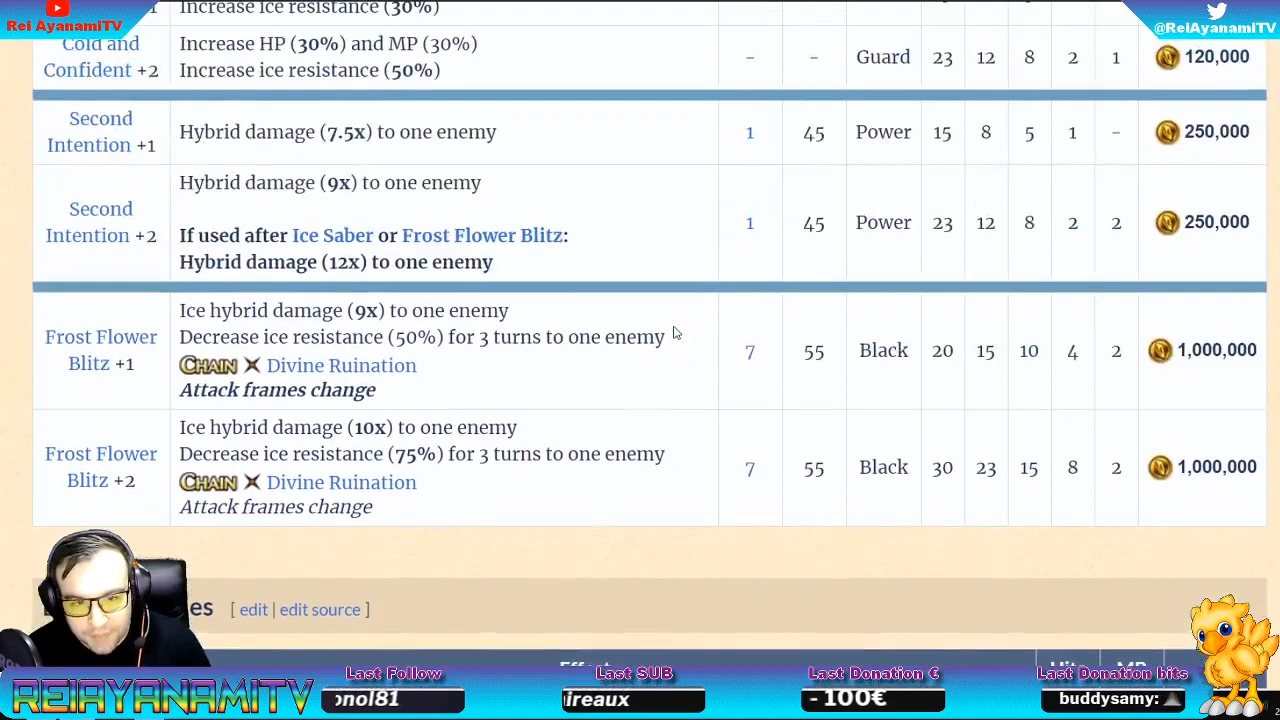 Rei AyanamiTV
@ReiAyanamiTV
Increase ice resistance (30%)
Cold and
Confident +2
Increase HP (30%) and MP (30%)
Increase ice resistance (50%)
- - Guard 23 12 8 2 1 120,000
Second
Intention +1
Hybrid damage (7.5x) to one enemy
1 45 Power 15 8 5 1 - 250,000
Second
Intention +2
Hybrid damage (9x) to one enemy
If used after Ice Saber or Frost Flower Blitz:
Hybrid damage (12x) to one enemy
1 45 Power 23 12 8 2 2 250,000
Frost Flower
Blitz +1
Ice hybrid damage (9x) to one enemy
Decrease ice resistance (50%) for 3 turns to one enemy
CHAIN Divine Ruination
Attack frames change
7 55 Black 20 15 10 4 2 1,000,000
Frost Flower
Blitz +2
Ice hybrid damage (10x) to one enemy
Decrease ice resistance (75%) for 3 turns to one enemy
CHAIN Divine Ruination
Attack frames change
7 55 Black 30 23 15 8 2 1,000,000
[ edit | edit source ]
REIAYANAMITV
Last Follow
onol81
Last SUB
ireaux
Last Donation €
- 100€
Last Donation bits
buddysamy: